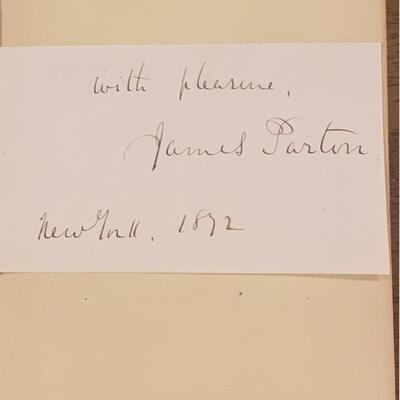 with pleasure,
James Parton.
New York, 1872